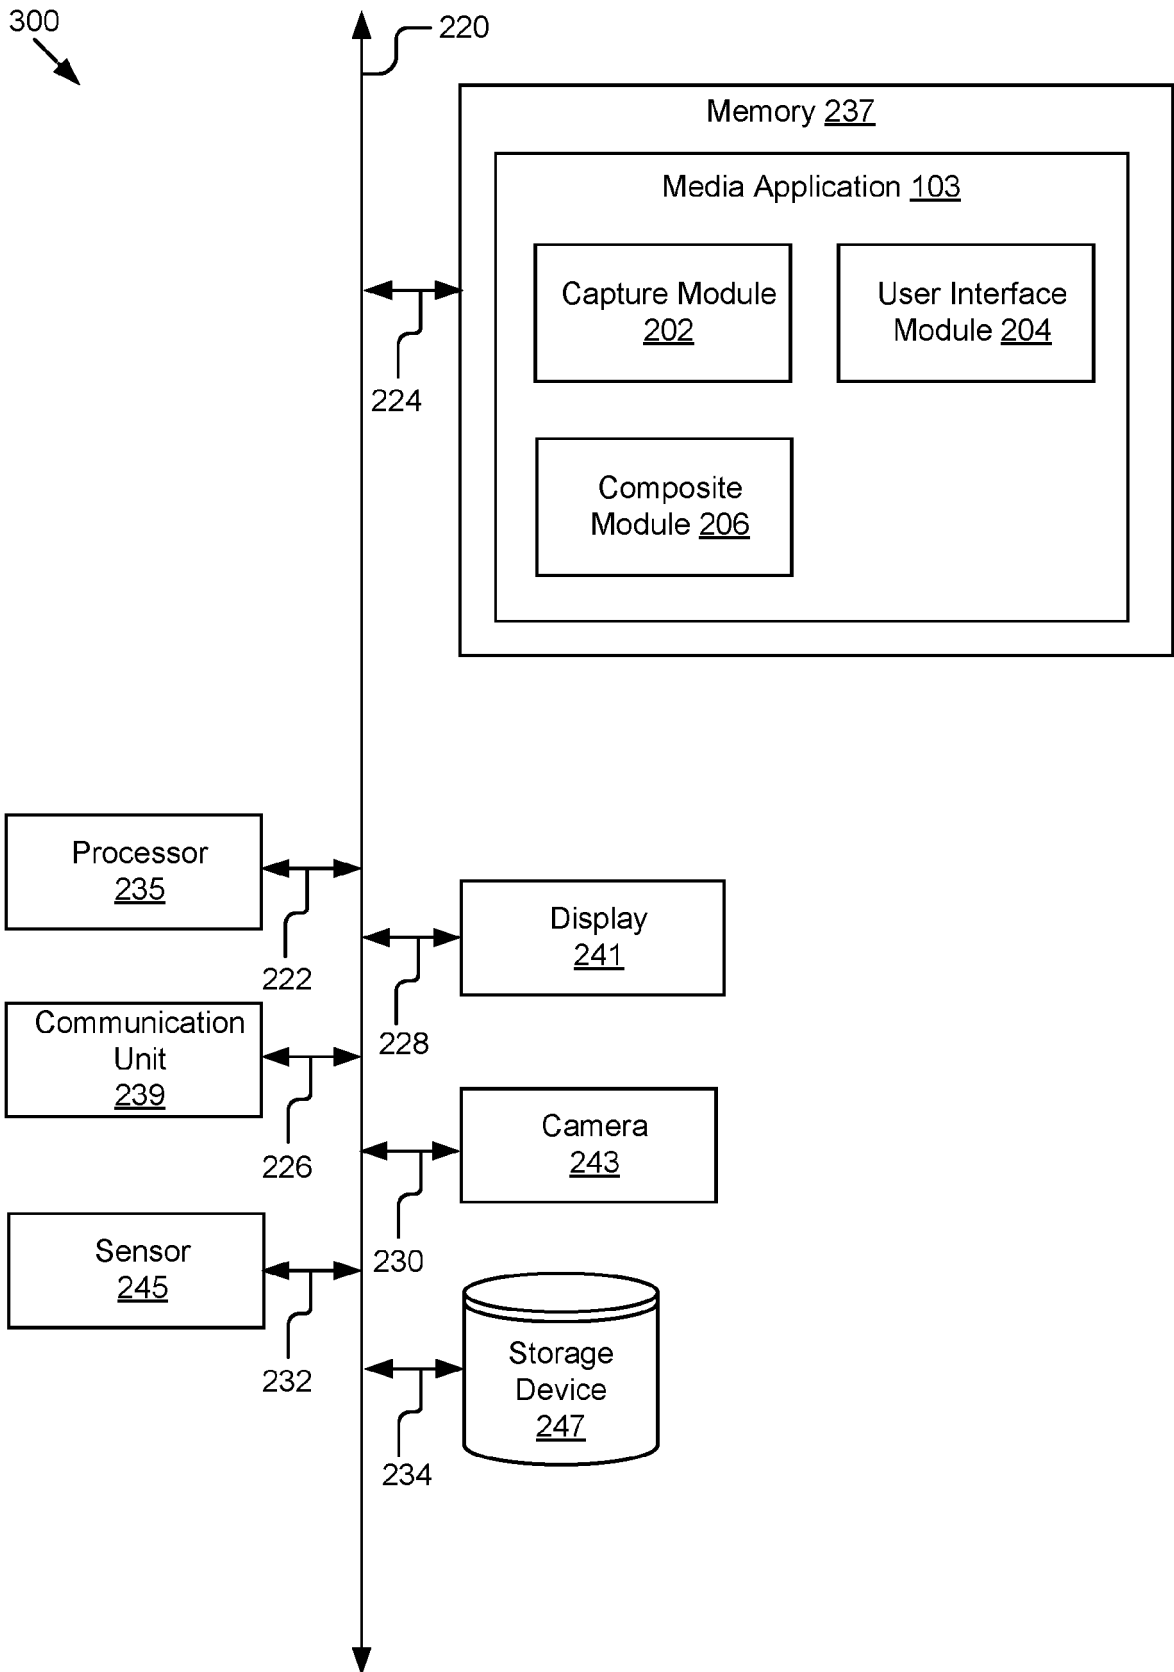 300
220
Memory 237
Media Application 103
Capture Module
202
User Interface
Module 204
224
Composite
Module 206
Processor
235
222
Display
241
228
Communication
Unit
239
226
Camera
243
230
Sensor
245
232
Storage
Device
247
234